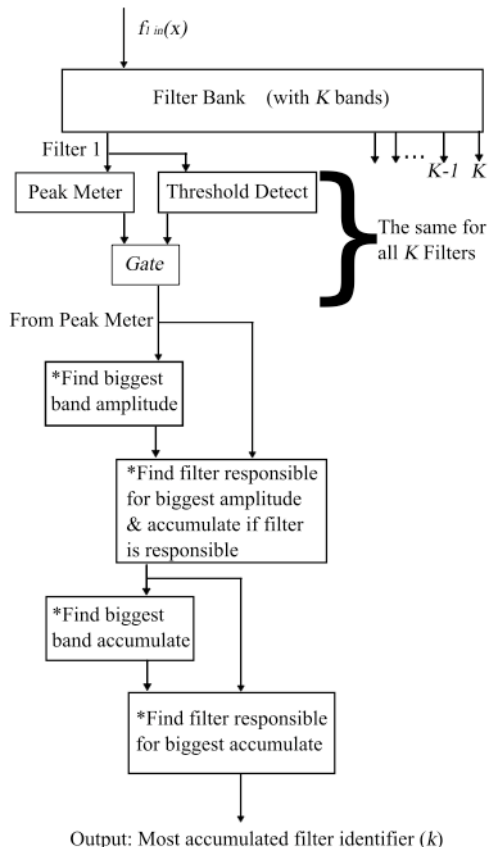 f1 in(x)
Filter Bank (with K bands)
Filter 1
...
K-1 K
Peak Meter
Threshold Detect
The same for
all K Filters
Gate
From Peak Meter
*Find biggest
band amplitude
*Find filter responsible
for biggest amplitude
& accumulate if filter
is responsible
*Find biggest
band accumulate
*Find filter responsible
for biggest accumulate
Output: Most accumulated filter identifier (k)